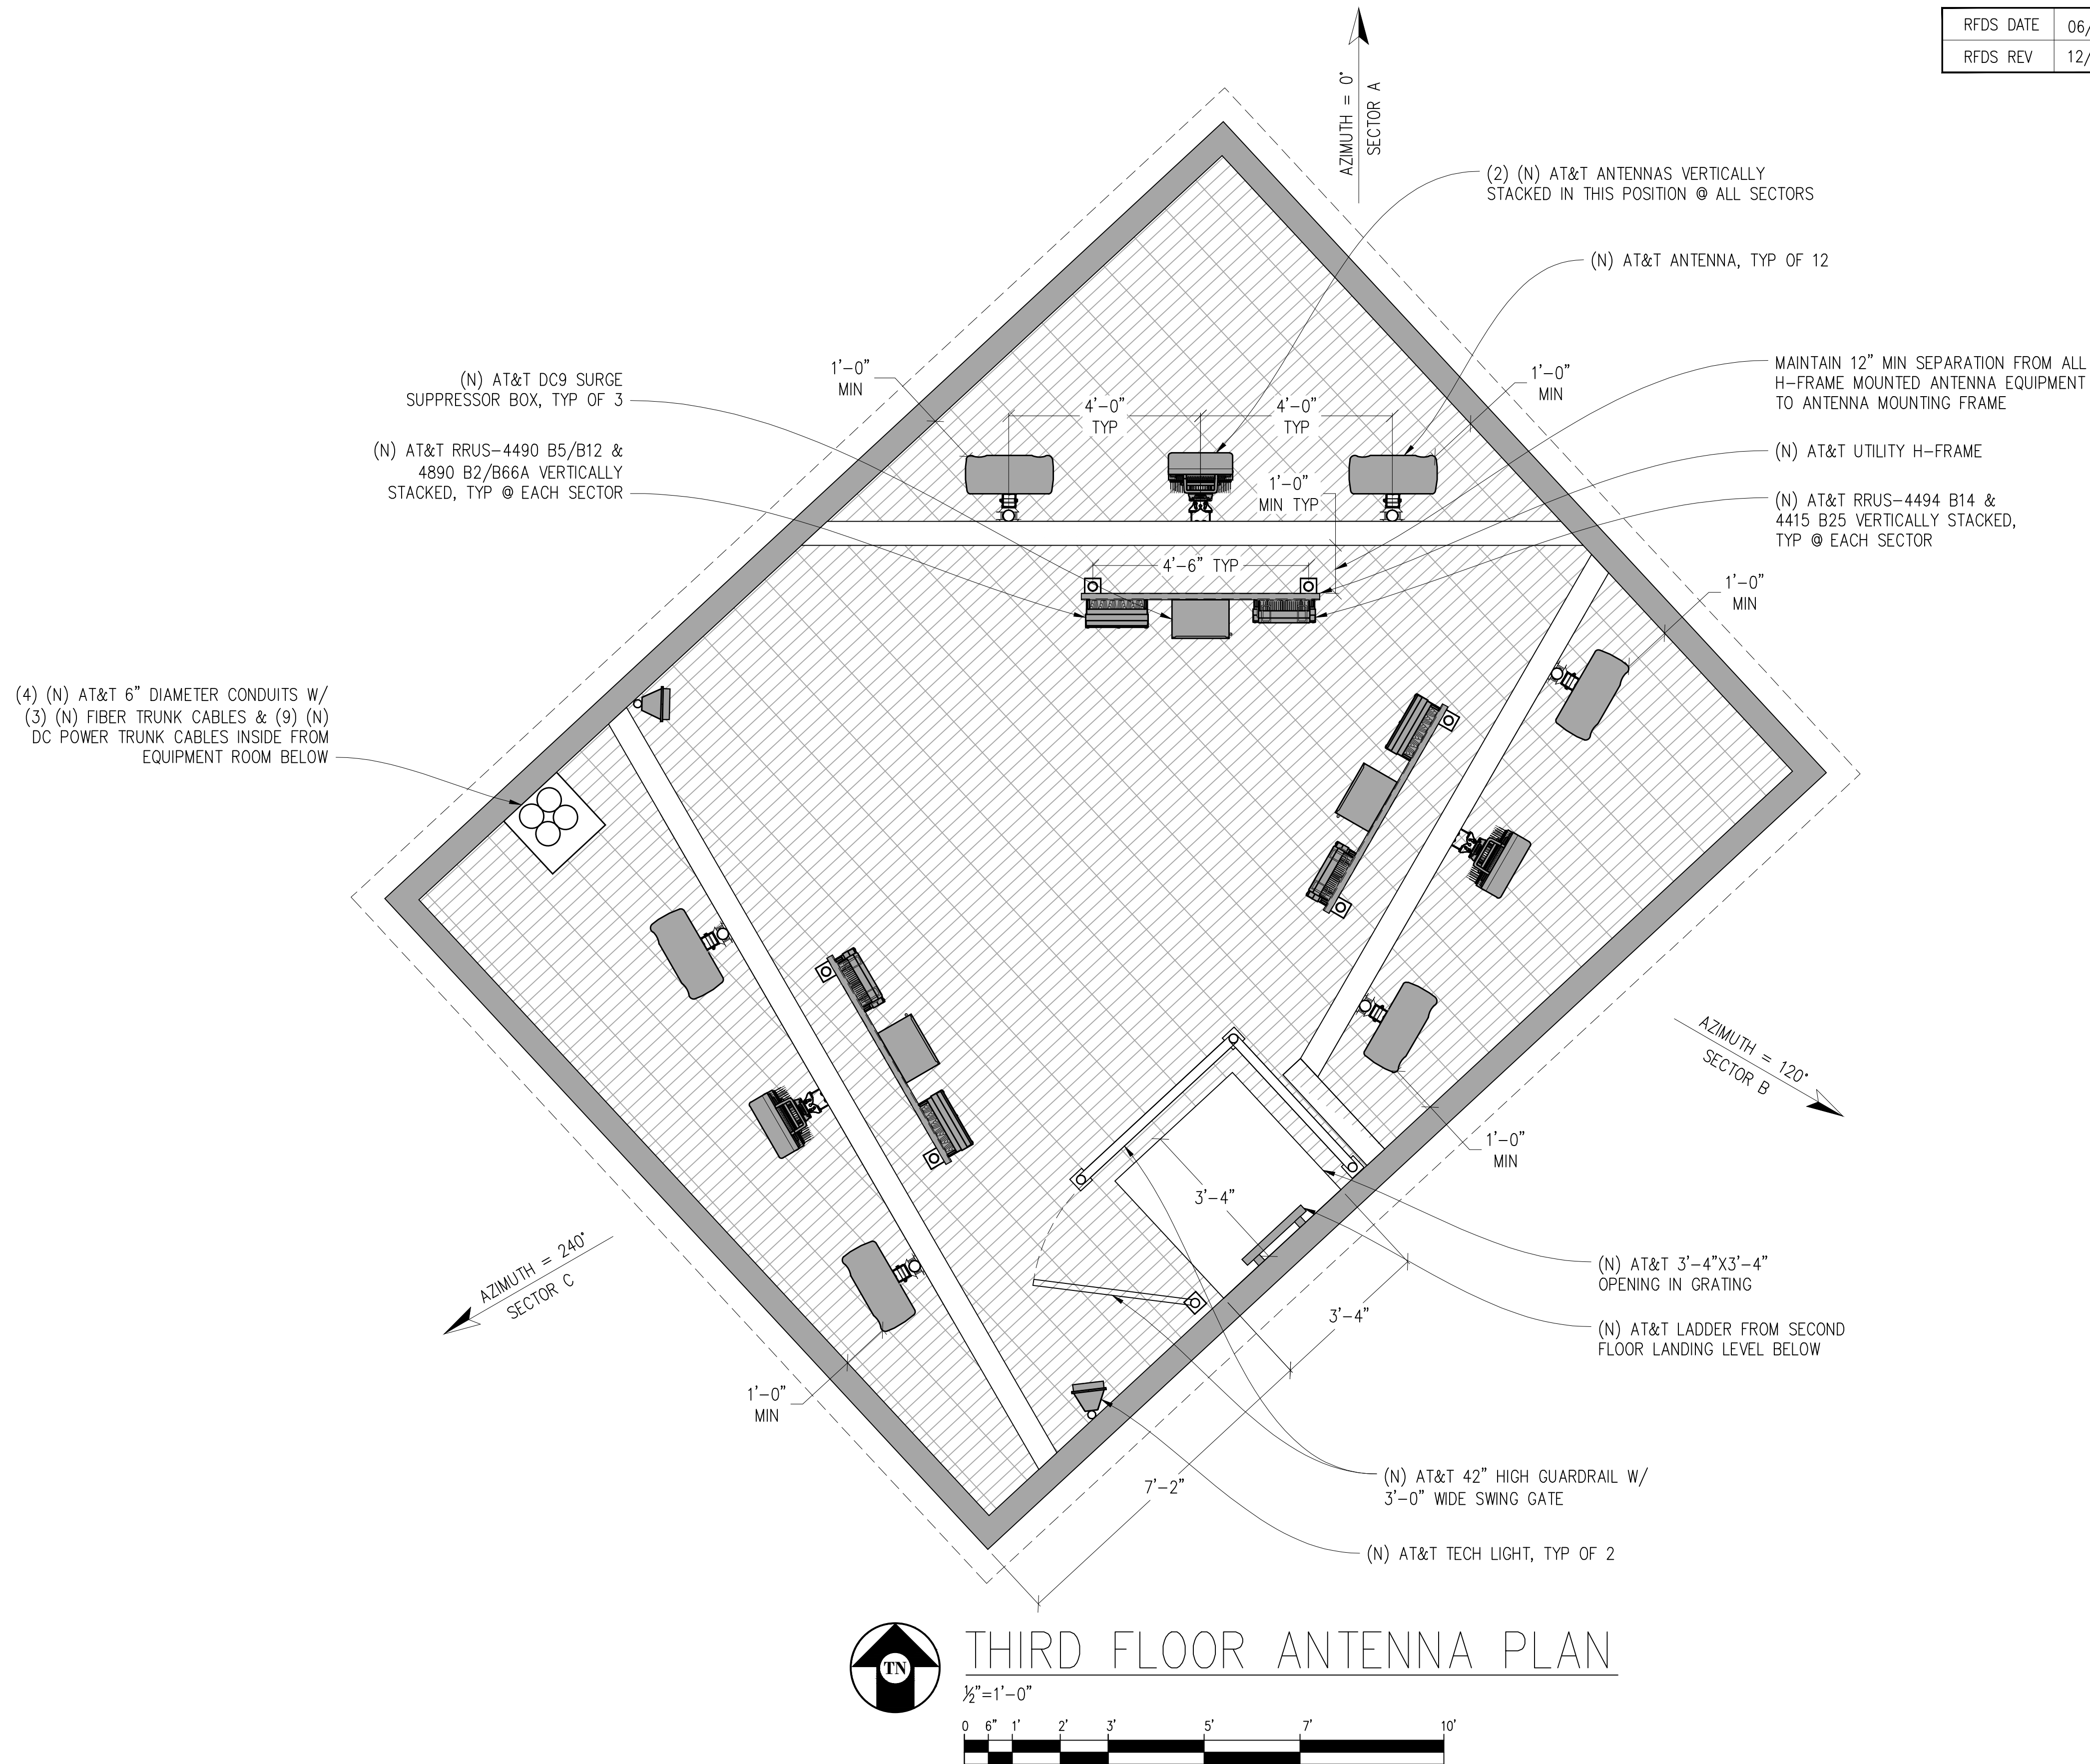 RFDS DATE 06/
RFDS REV 12/
AZIMUTH = 0°
SECTOR A
(2) (N) AT&T ANTENNAS VERTICALLY
STACKED IN THIS POSITION @ ALL SECTORS
(N) AT&T ANTENNA, TYP OF 12
MAINTAIN 12" MIN SEPARATION FROM ALL
H-FRAME MOUNTED ANTENNA EQUIPMENT
TO ANTENNA MOUNTING FRAME
(N) AT&T UTILITY H-FRAME
(N) AT&T RRUS-4494 B14 &
4415 B25 VERTICALLY STACKED,
TYP @ EACH SECTOR
(N) AT&T DC9 SURGE
SUPPRESSOR BOX, TYP OF 3
(N) AT&T RRUS-4490 B5/B12 &
4890 B2/B66A VERTICALLY
STACKED, TYP @ EACH SECTOR
1'-0"
MIN
4'-0"
TYP
4'-0"
TYP
1'-0"
MIN
1'-0"
MIN TYP
4'-6" TYP
1'-0"
MIN
(4) (N) AT&T 6" DIAMETER CONDUITS W/
(3) (N) FIBER TRUNK CABLES & (9) (N)
DC POWER TRUNK CABLES INSIDE FROM
EQUIPMENT ROOM BELOW
AZIMUTH = 120°
SECTOR B
1'-0"
MIN
3'-4"
AZIMUTH = 240°
SECTOR C
(N) AT&T 3'-4"X3'-4"
OPENING IN GRATING
3'-4"
(N) AT&T LADDER FROM SECOND
FLOOR LANDING LEVEL BELOW
1'-0"
MIN
7'-2"
(N) AT&T 42" HIGH GUARDRAIL W/
3'-0" WIDE SWING GATE
(N) AT&T TECH LIGHT, TYP OF 2
TN
THIRD FLOOR ANTENNA PLAN
½"=1'-0"
0 6" 1' 2' 3' 5' 7' 10'